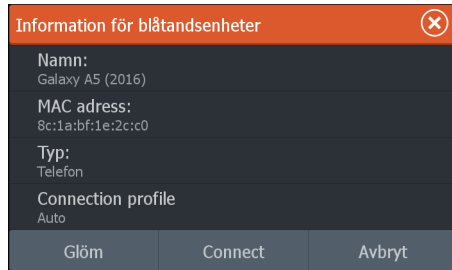 Information för blåtandsenheter
Namn:
Galaxy A5 (2016)
MAC adress:
8c:1a:bf:1e:2c:c0
Typ:
Telefon
Connection profile
Auto
Glöm Connect Avbryt